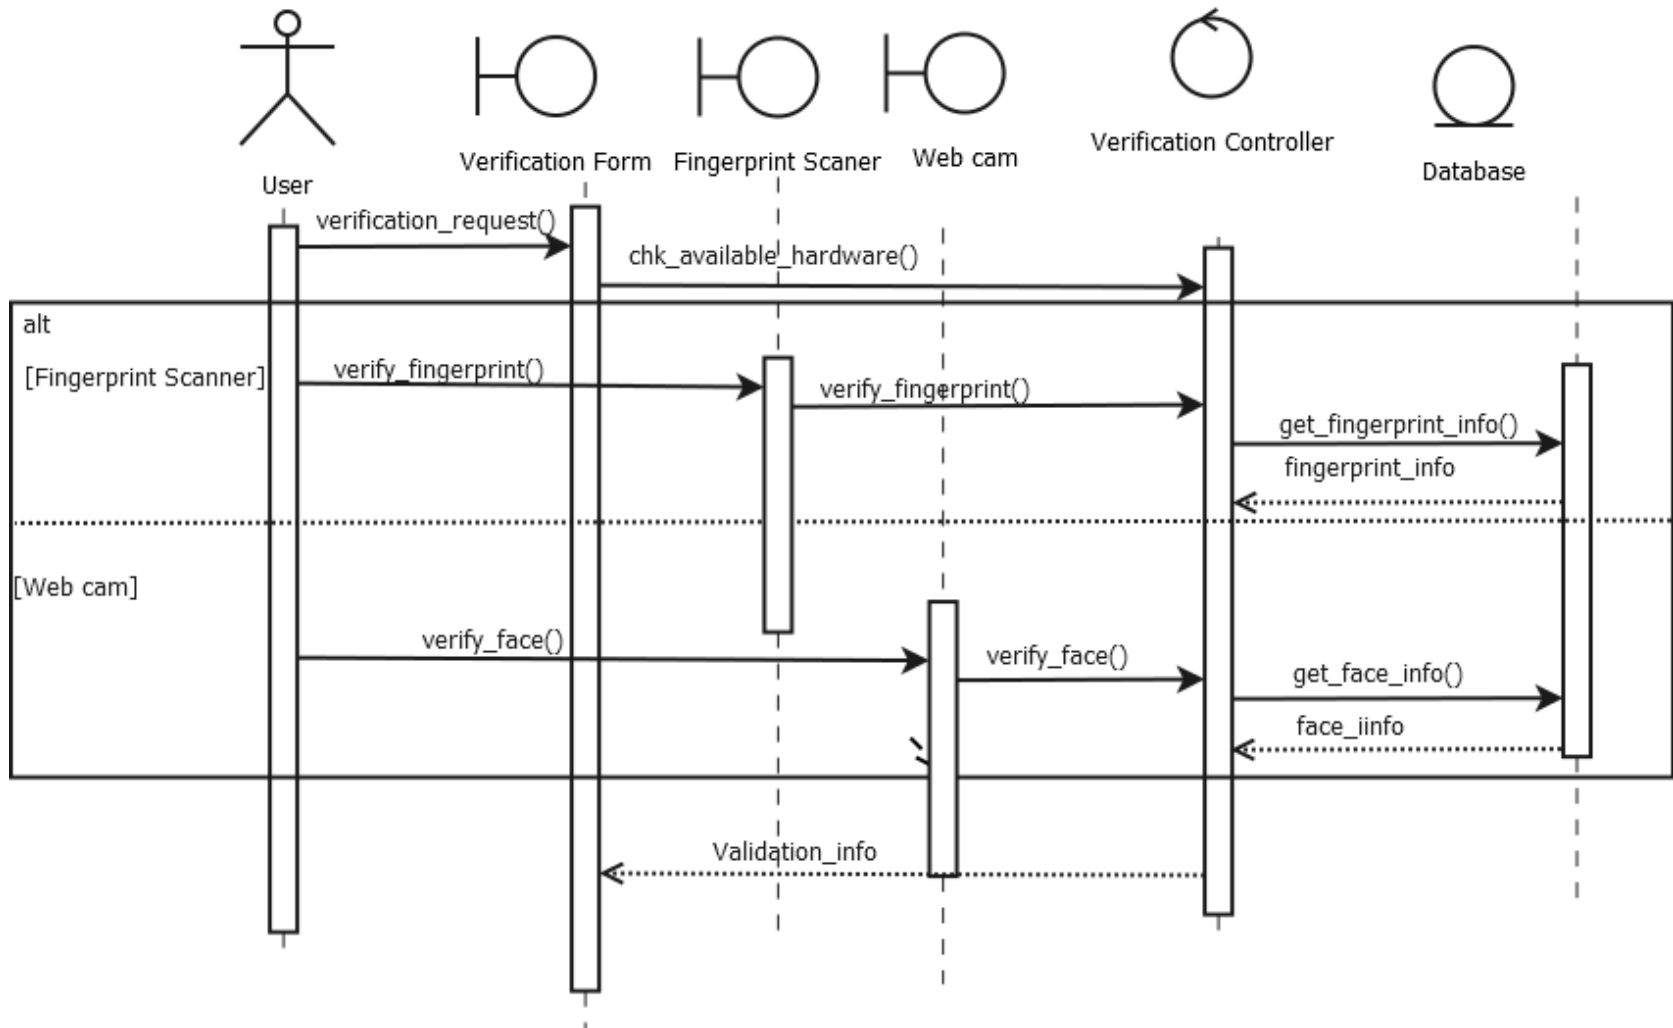 Verification Form
Fingerprint Scaner
Web cam
Verification Controller
Database
User
verification_request()
chk_available_hardware()
alt
[Fingerprint Scanner]
verify_fingerprint()
verify_fingerprint()
get_fingerprint_info()
fingerprint_info
[Web cam]
verify_face()
verify_face()
get_face_info()
face_iinfo
Validation_info